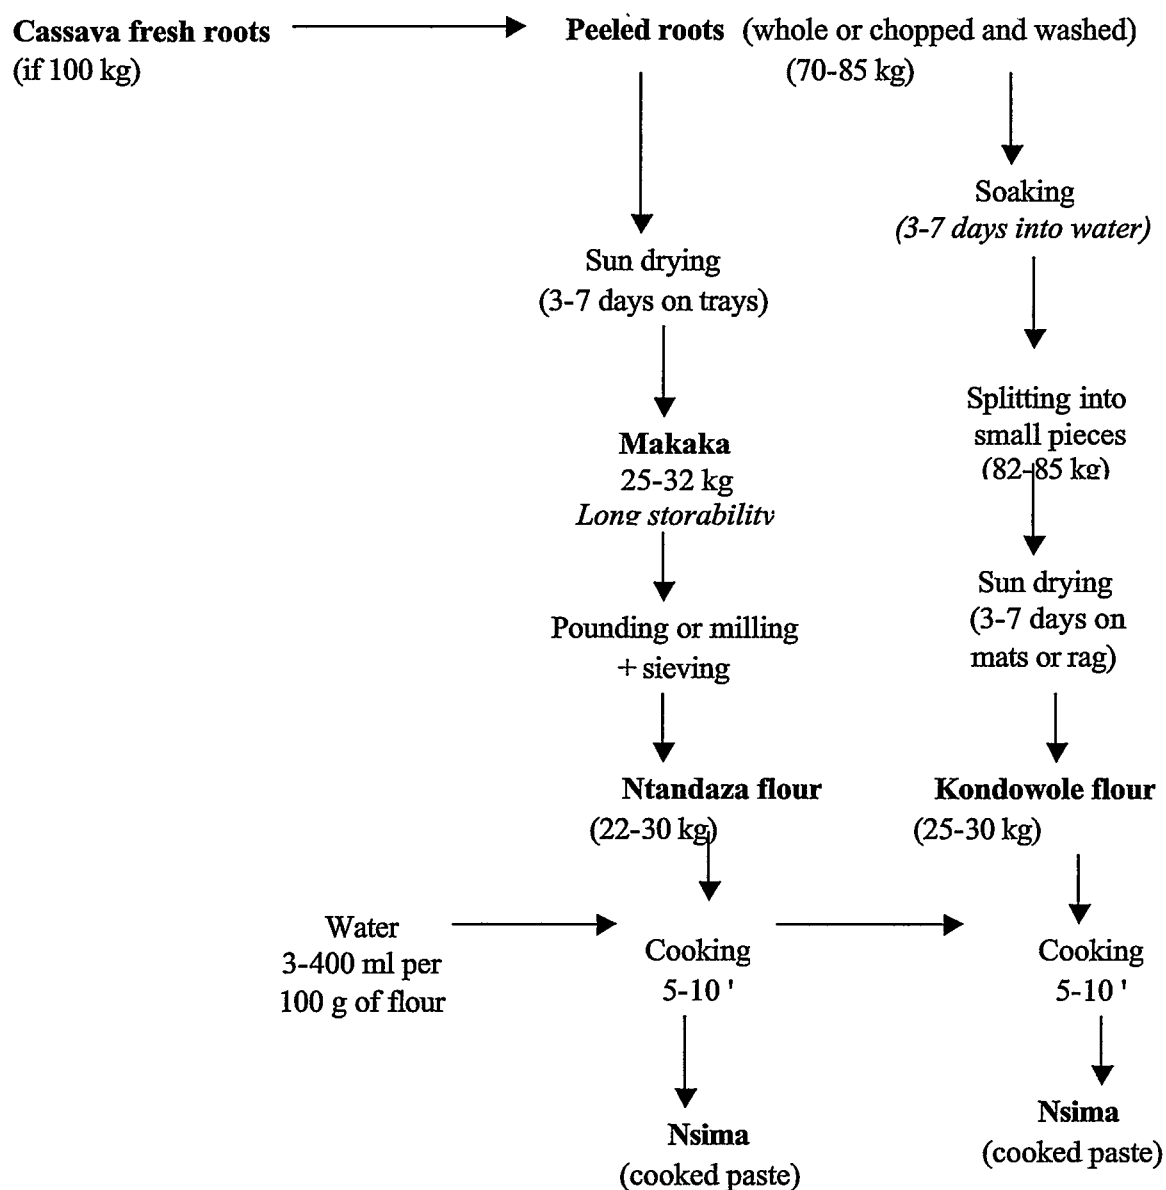 Cassava fresh roots
(if 100 kg)
Peeled roots (whole or chopped and washed)
(70-85 kg)
Sun drying
(3-7 days on trays)
Makaka
25-32 kg
Long storability
Pounding or milling
+ sieving
Ntandaza flour
(22-30 kg)
Water
3-400 ml per
100 g of flour
Cooking
5-10 '
Nsima
(cooked paste)
Soaking
(3-7 days into water)
Splitting into
small pieces
(82-85 kg)
Sun drying
(3-7 days on
mats or rag)
Kondowole flour
(25-30 kg)
Cooking
5-10 '
Nsima
(cooked paste)